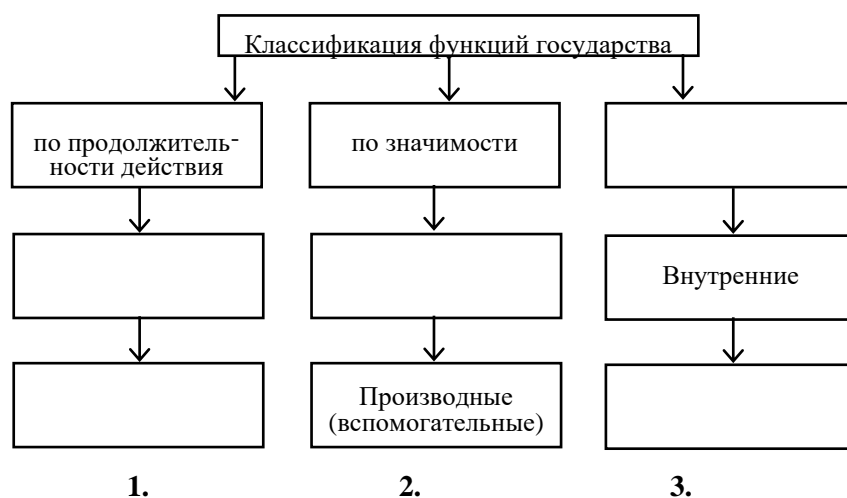 Классификация функций государства
по продолжитель-
ности действия
по значимости
Внутренние
Производные
(вспомогательные)
1.
2.
3.